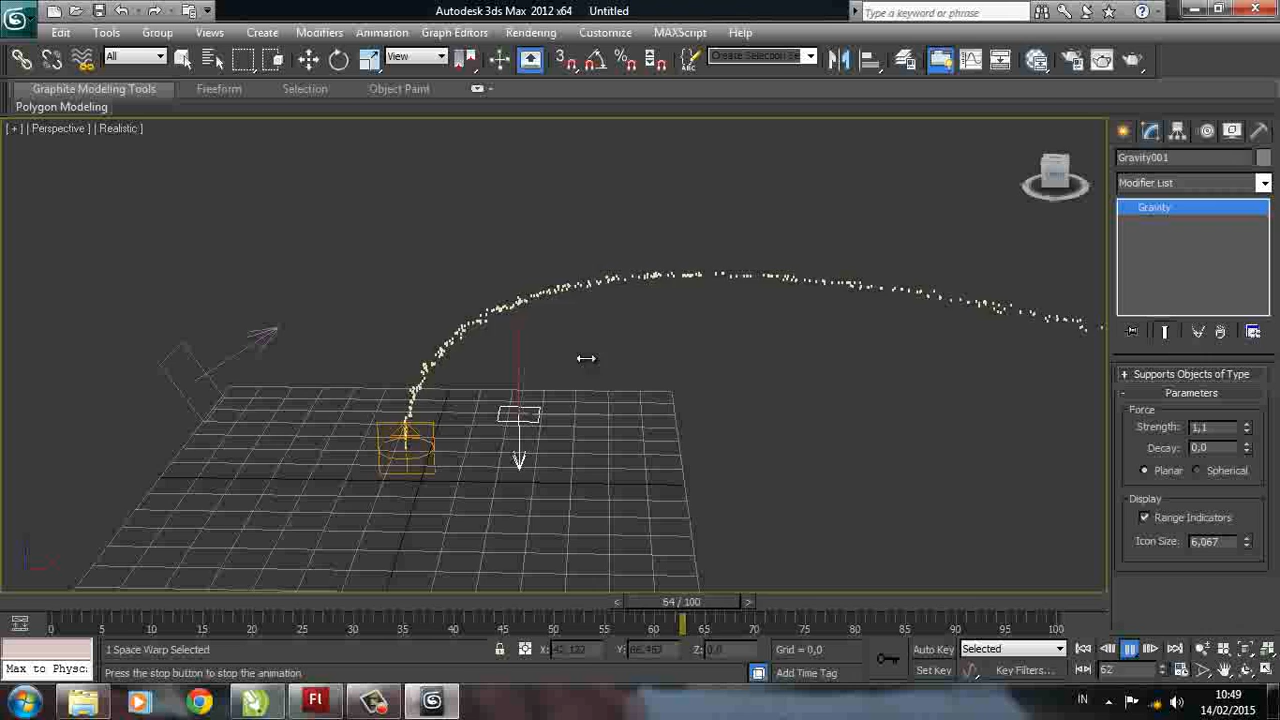 Autodesk 3ds Max 2012 x64 Untitled
Type a keyword or phrase
Edit Tools Group Views Create Modifiers Animation Graph Editors Rendering Customize MAXScript Help
All View Create Selection Se
Graphite Modeling Tools Freeform Selection Object Paint
Polygon Modeling
[ + ] [ Perspective ] [ Realistic ]
Gravity001
Modifier List
Gravity
+ Supports Objects of Type
- Parameters
Force
Strength: 1,1
Decay: 0,0
Planar Spherical
Display
Range Indicators
Icon Size: 6,067
< 64 / 100 >
0 5 10 15 20 25 30 35 40 45 50 55 60 65 70 75 80 85 90 95 100
1 Space Warp Selected X: Y: Z: 0,0 Grid = 0,0 Auto Key Selected
Max to Physc. Press the stop button to stop the animation Add Time Tag Set Key Key Filters... 62
Fl IN 10:49
14/02/2015